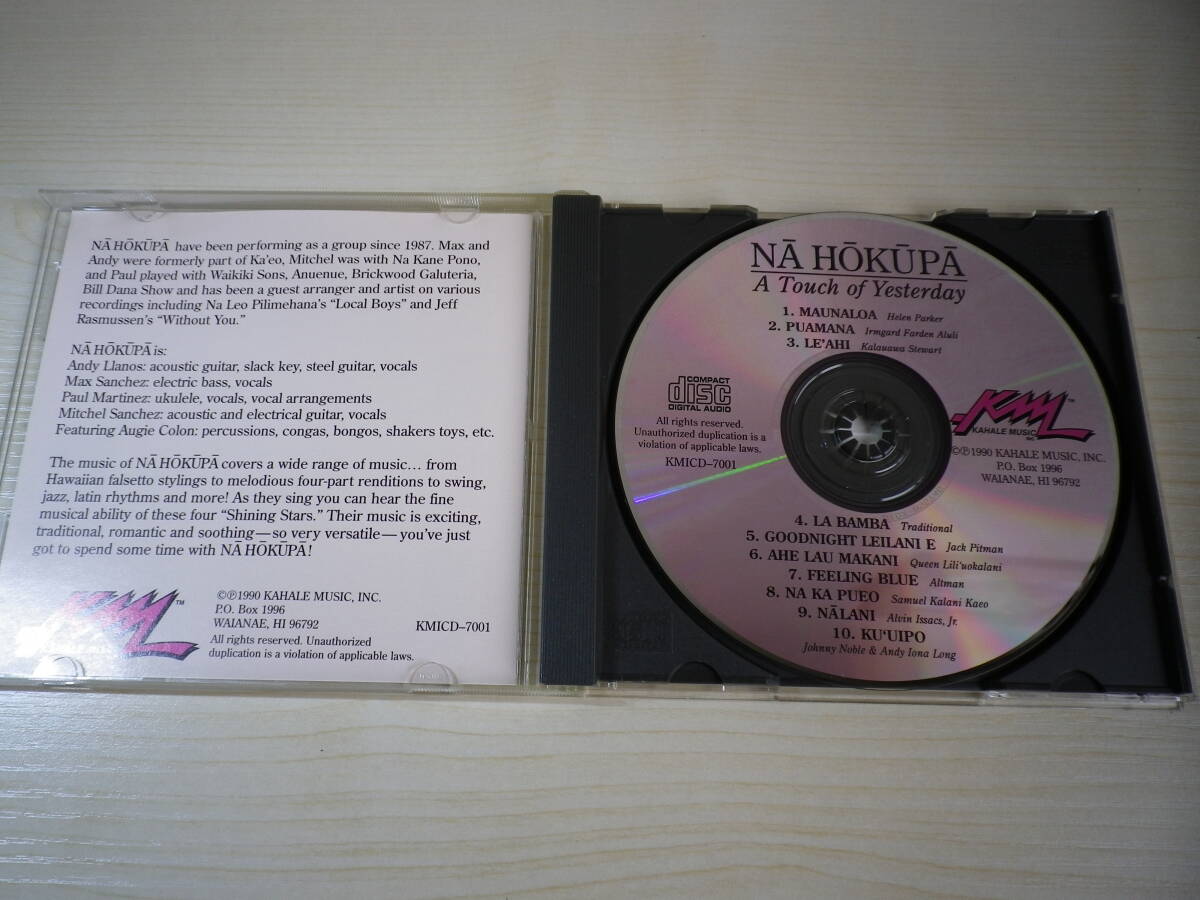 NĀ HŌKŪPĀ have been performing as a group since 1987. Max and
Andy were formerly part of Ka'eo, Mitchel was with Na Kane Pono,
and Paul played with Waikiki Sons, Anuenue, Brickwood Galuteria,
Bill Dana Show and has been a guest arranger and artist on various
recordings including Na Leo Pilimehana's "Local Boys" and Jeff
Rasmussen's "Without You."
NĀ HŌKŪPĀ is:
Andy Llanos: acoustic guitar, slack key, steel guitar, vocals
Max Sanchez: electric bass, vocals
Paul Martinez: ukulele, vocals, vocal arrangements
Mitchel Sanchez: acoustic and electrical guitar, vocals
Featuring Augie Colon: percussions, congas, bongos, shakers toys, etc.
The music of NĀ HŌKŪPĀ covers a wide range of music... from
Hawaiian falsetto stylings to melodious four-part renditions to swing,
jazz, latin rhythms and more! As they sing you can hear the fine
musical ability of these four "Shining Stars." Their music is exciting,
traditional, romantic and soothing—so very versatile—you've just
got to spend some time with NĀ HŌKŪPĀ!
KML™
KAHALE MUSIC
©℗1990 KAHALE MUSIC, INC.
P.O. Box 1996
WAIANAE, HI 96792 KMICD–7001
All rights reserved. Unauthorized
duplication is a violation of applicable laws.
NĀ HŌKŪPĀ
A Touch of Yesterday
1. MAUNALOA Helen Parker
2. PUAMANA Irmgard Farden Aluli
3. LE'AHI Kalauawa Stewart
COMPACT
disc
DIGITAL AUDIO
All rights reserved.
Unauthorized duplication is a
violation of applicable laws.
KMICD–7001
KML™
KAHALE MUSIC INC
©℗1990 KAHALE MUSIC, INC.
P.O. Box 1996
WAIANAE, HI 96792
4. LA BAMBA Traditional
5. GOODNIGHT LEILANI E Jack Pitman
6. AHE LAU MAKANI Queen Lili'uokalani
7. FEELING BLUE Altman
8. NA KA PUEO Samuel Kalani Kaeo
9. NĀLANI Alvin Issacs, Jr.
10. KU'UIPO
Johnny Noble & Andy Iona Long